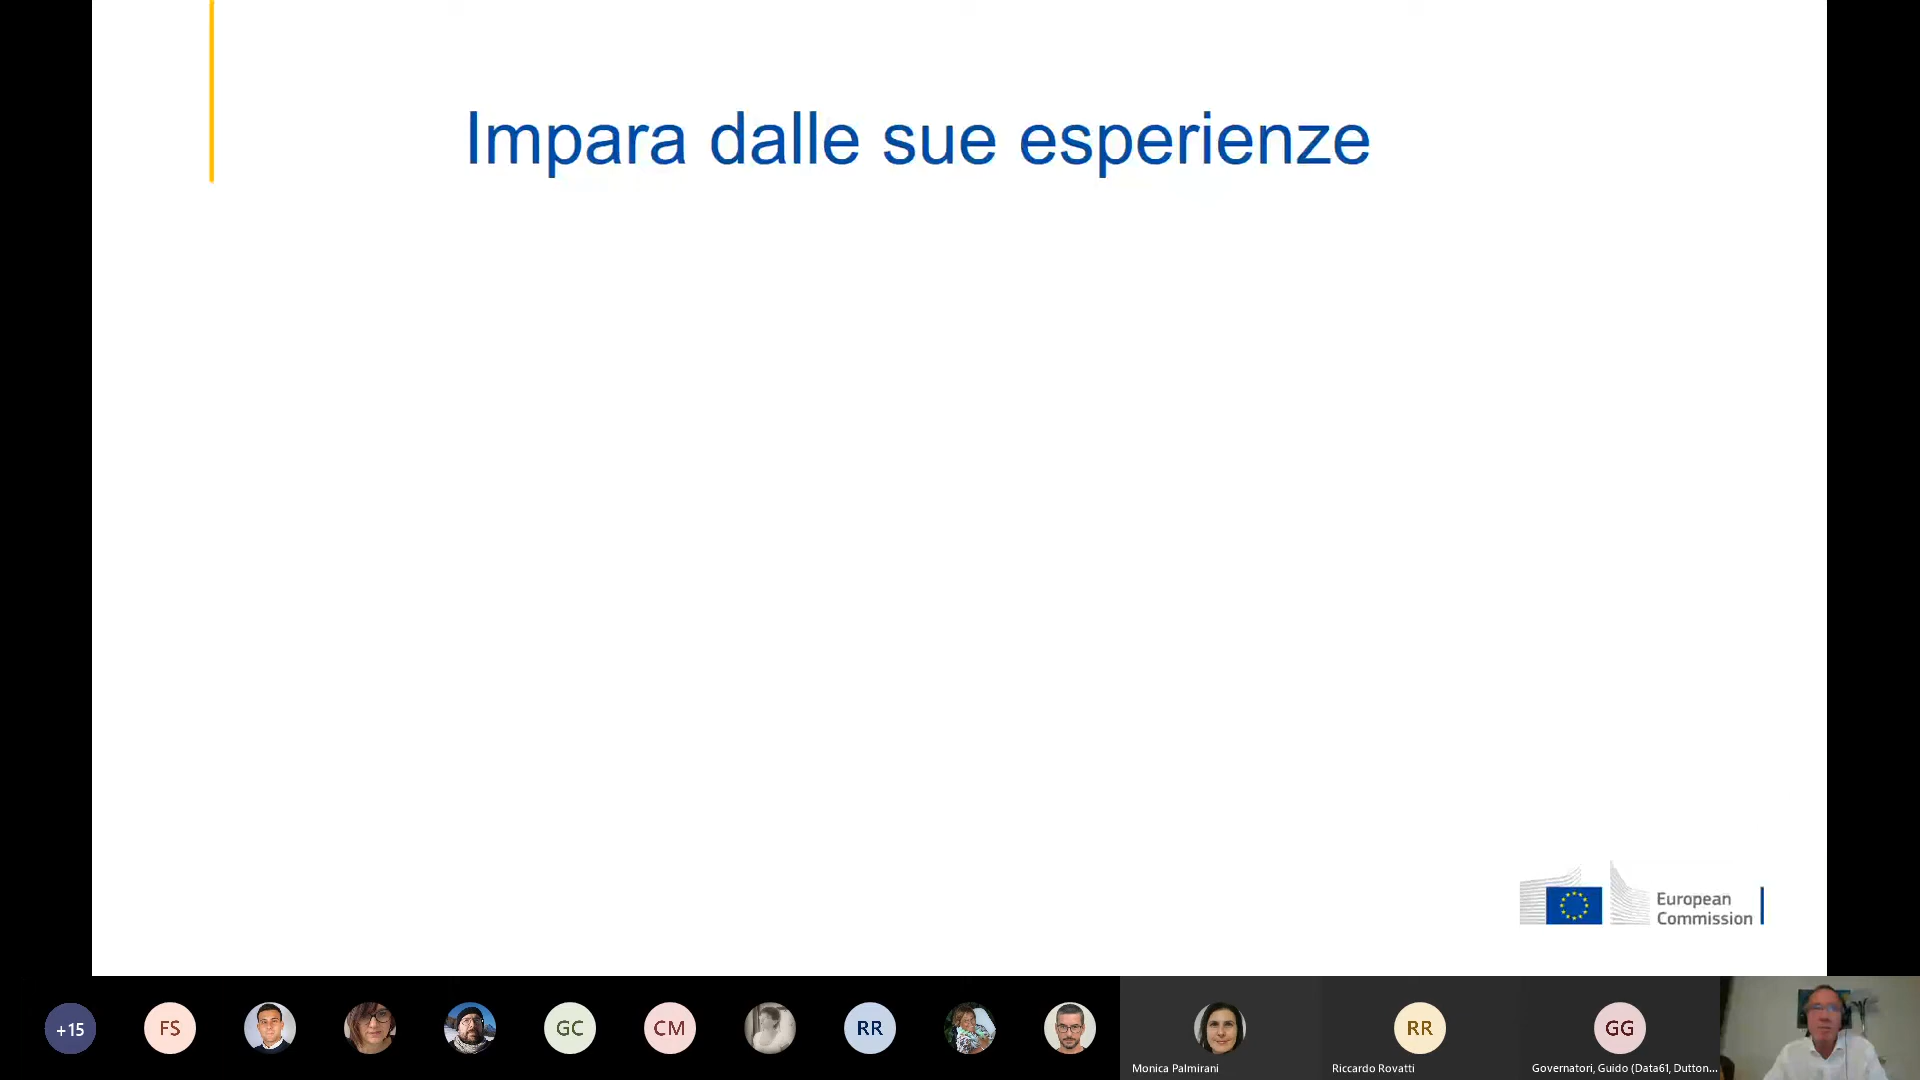 Impara dalle sue esperienze
European
Commission
+15
FS
GC
CM
RR
RR
GG
Monica Palmirani
Riccardo Rovatti
Governatori, Guido (Data61, Dutton...